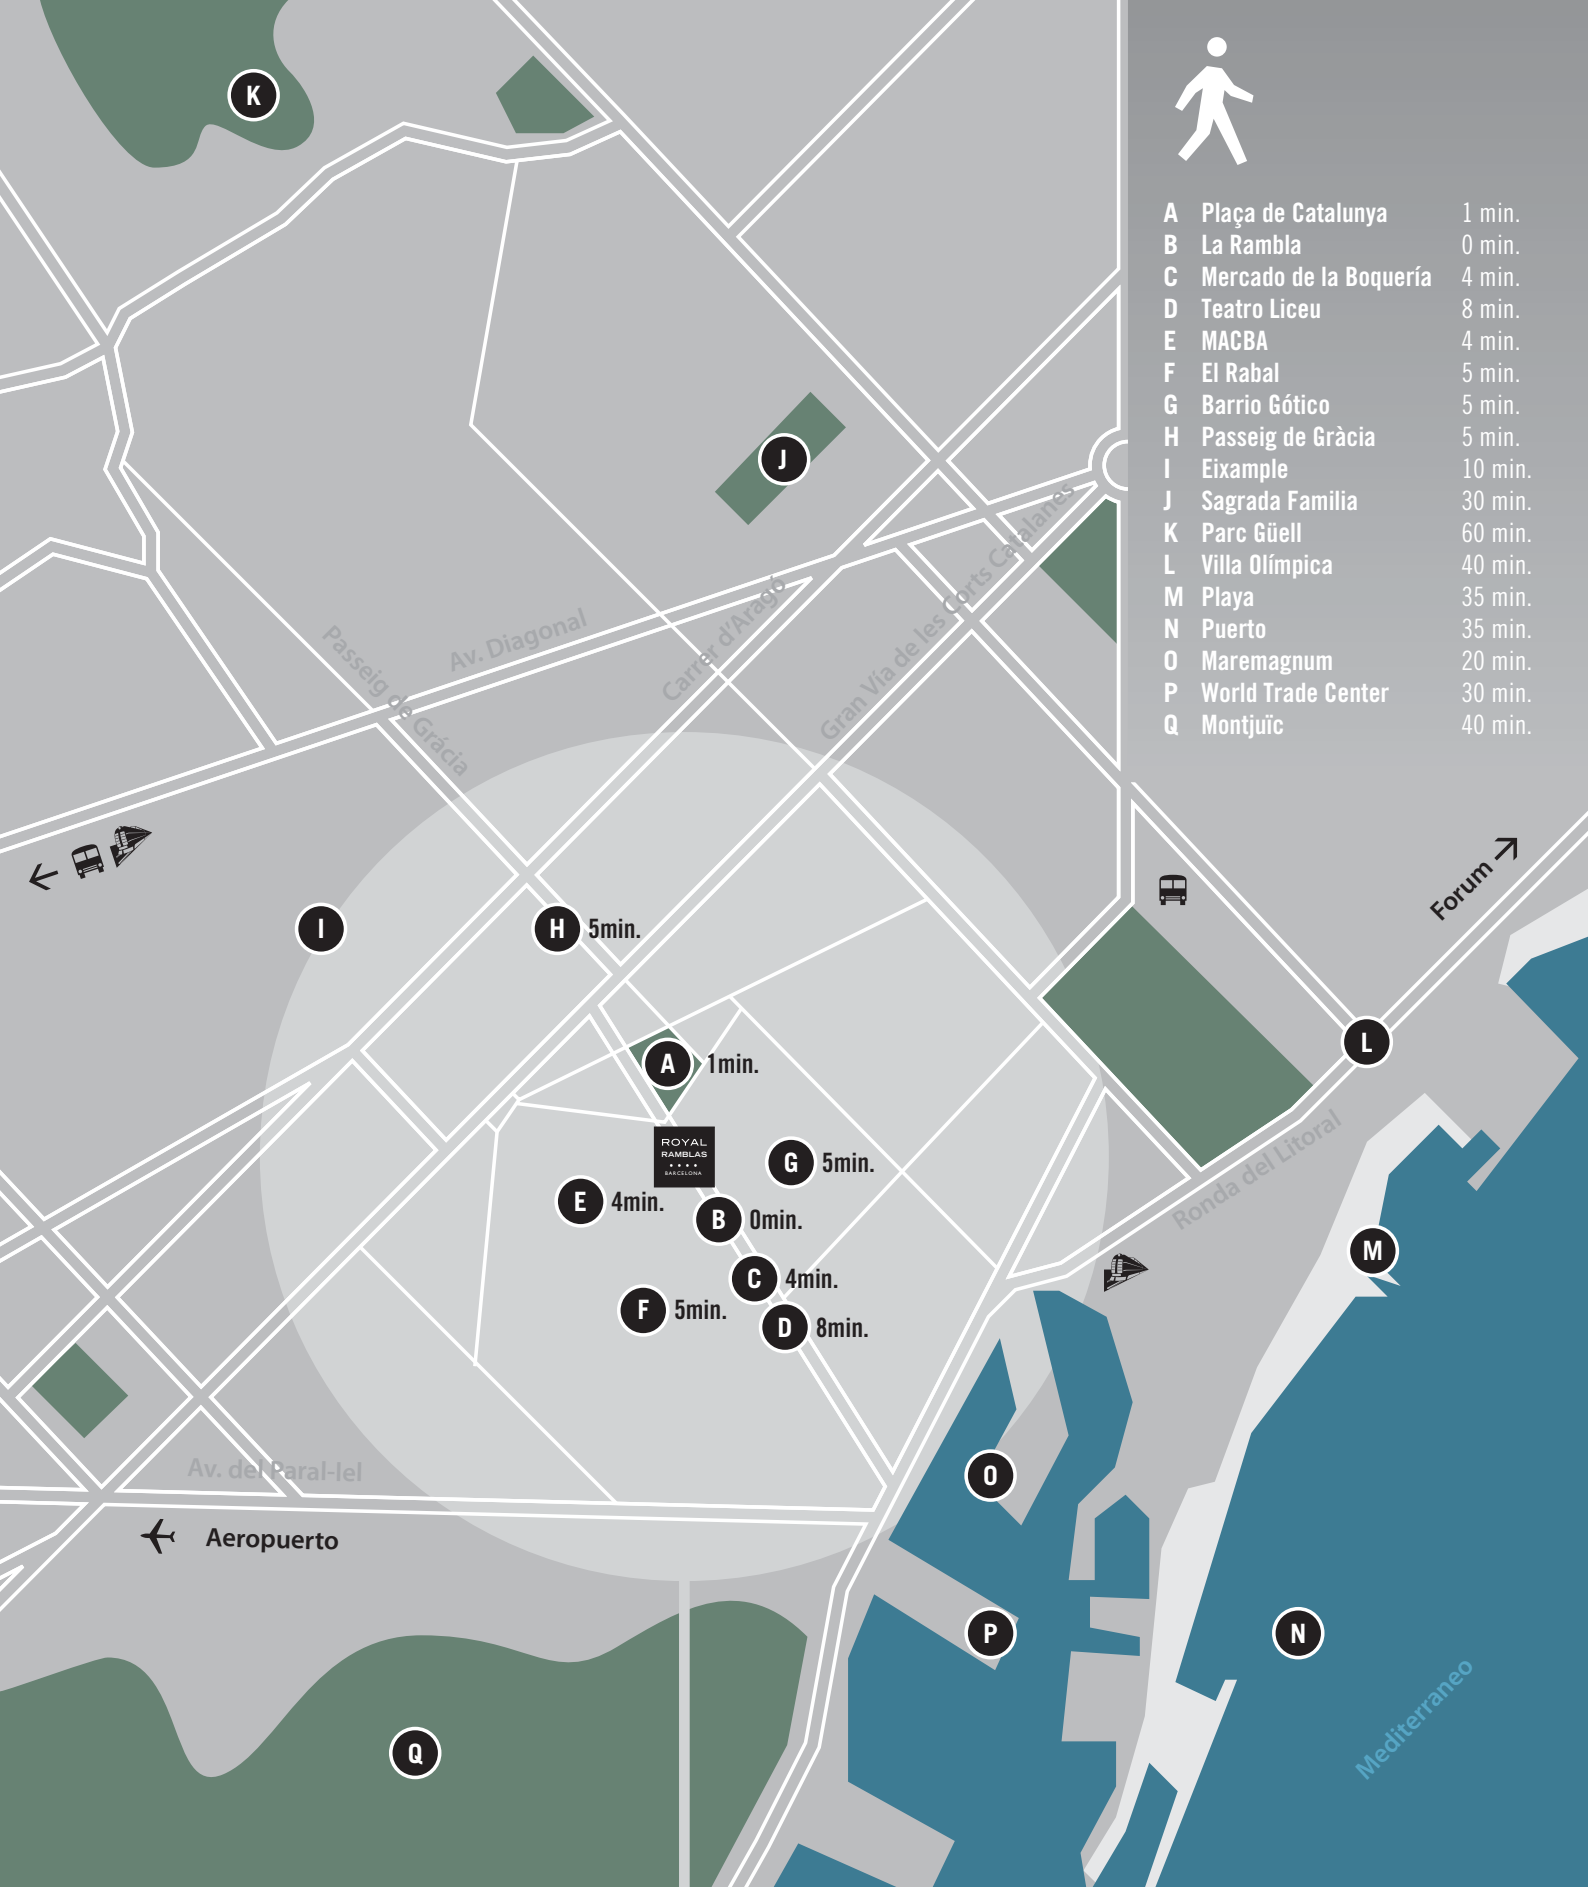 A Plaça de Catalunya 1 min.
B La Rambla 0 min.
C Mercado de la Boquería 4 min.
D Teatro Liceu 8 min.
E MACBA 4 min.
F El Rabal 5 min.
G Barrio Gótico 5 min.
H Passeig de Gràcia 5 min.
I Eixample 10 min.
J Sagrada Familia 30 min.
K Parc Güell 60 min.
L Villa Olímpica 40 min.
M Playa 35 min.
N Puerto 35 min.
O Maremagnum 20 min.
P World Trade Center 30 min.
Q Montjuïc 40 min.
K
J
Gran Vía de les Corts Catalanes
Carrer d'Aragó
Av. Diagonal
Passeig de Grácia
Forum
I
H 5min.
L
A 1min.
ROYAL
RAMBLAS
BARCELONA
G 5min.
E 4min.
B 0min.
Ronda del Litoral
M
C 4min.
F 5min.
D 8min.
Av. del Paral-lel
O
Aeropuerto
P
N
Mediterraneo
Q